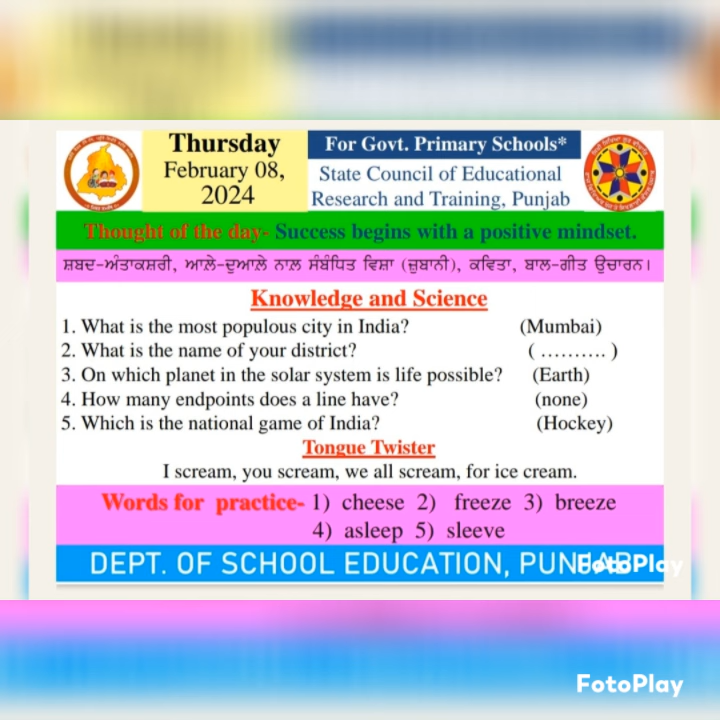 Thursday
February 08,
2024
For Govt. Primary Schools*
State Council of Educational
Research and Training, Punjab
Thought of the day- Success begins with a positive mindset.
ਸ਼ਬਦ-ਅੰਤਾਕਸ਼ਰੀ, ਆਲ਼ੇ-ਦੁਆਲ਼ੇ ਨਾਲ਼ ਸੰਬੰਧਿਤ ਵਿਸ਼ਾ (ਜ਼ੁਬਾਨੀ), ਕਵਿਤਾ, ਬਾਲ-ਗੀਤ ਉਚਾਰਨ।
Knowledge and Science
1. What is the most populous city in India? (Mumbai)
2. What is the name of your district? ( .......... )
3. On which planet in the solar system is life possible? (Earth)
4. How many endpoints does a line have? (none)
5. Which is the national game of India? (Hockey)
Tongue Twister
I scream, you scream, we all scream, for ice cream.
Words for practice- 1) cheese 2) freeze 3) breeze
4) asleep 5) sleeve
DEPT. OF SCHOOL EDUCATION, PUNJAB
FotoPlay
FotoPlay